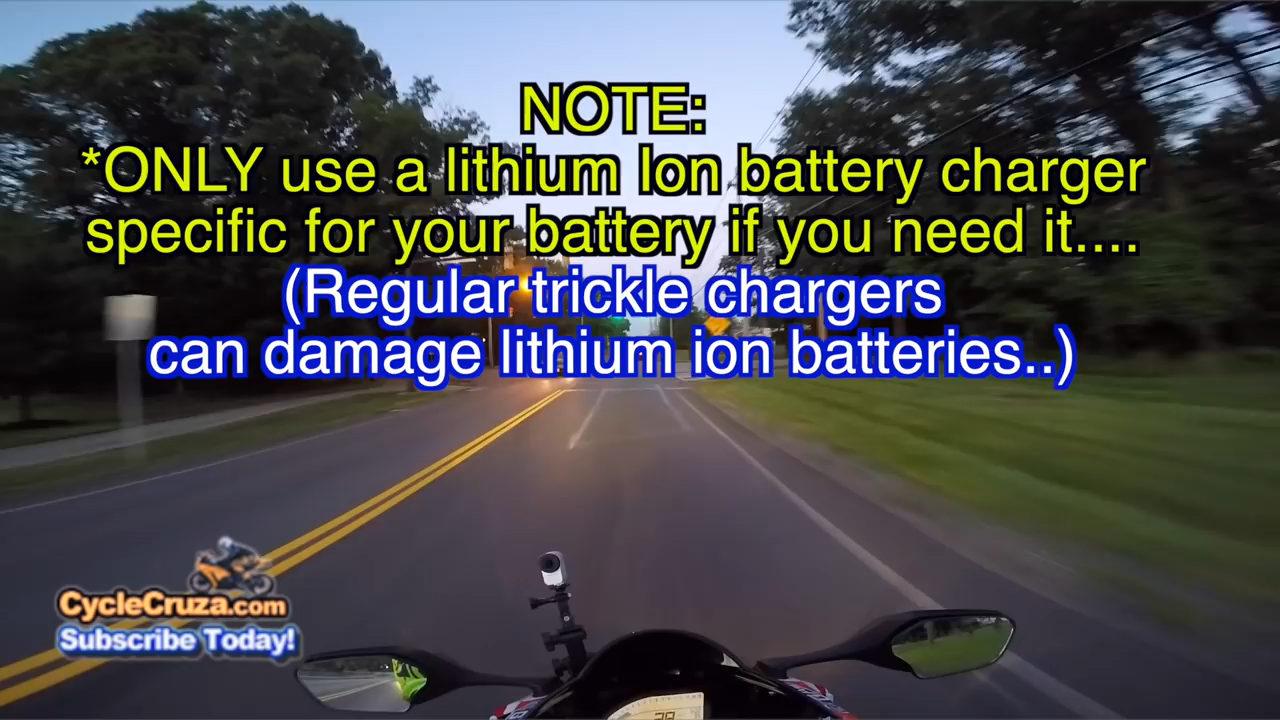 NOTE:
*ONLY use a lithium Ion battery charger
specific for your battery if you need it....
(Regular trickle chargers
can damage lithium ion batteries..)
CycleCruza.com
Subscribe Today!